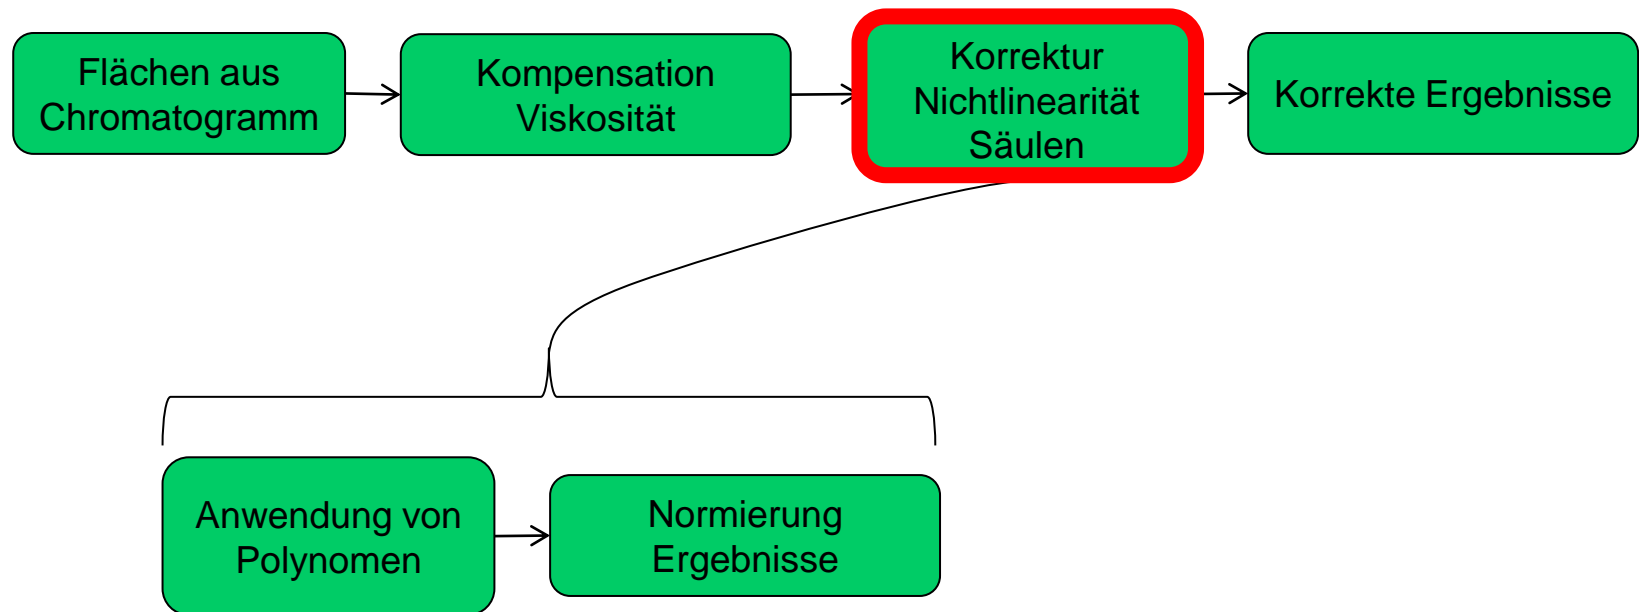 Flächen aus
Chromatogramm
Kompensation
Viskosität
Korrektur
Nichtlinearität
Säulen
Korrekte Ergebnisse
Anwendung von
Polynomen
Normierung
Ergebnisse